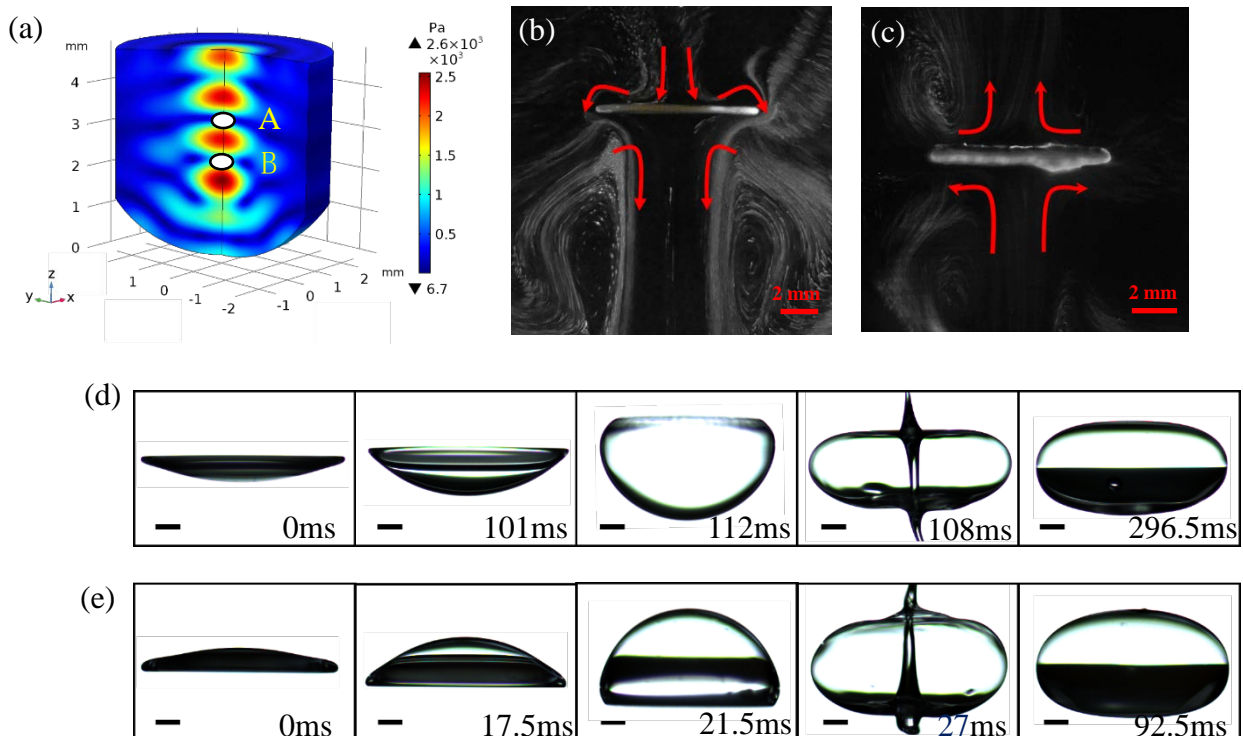 (a)
mm
4
3
2
1
0
A
B
Pa
▲ 2.6×10³
×10³
2.5
2
1.5
1
0.5
▼ 6.7
mm
2
1
0
-1
1
0
-1
-2
z
y
x
(b)
2 mm
(c)
2 mm
(d)
0ms
101ms
112ms
108ms
296.5ms
(e)
0ms
17.5ms
21.5ms
27ms
92.5ms